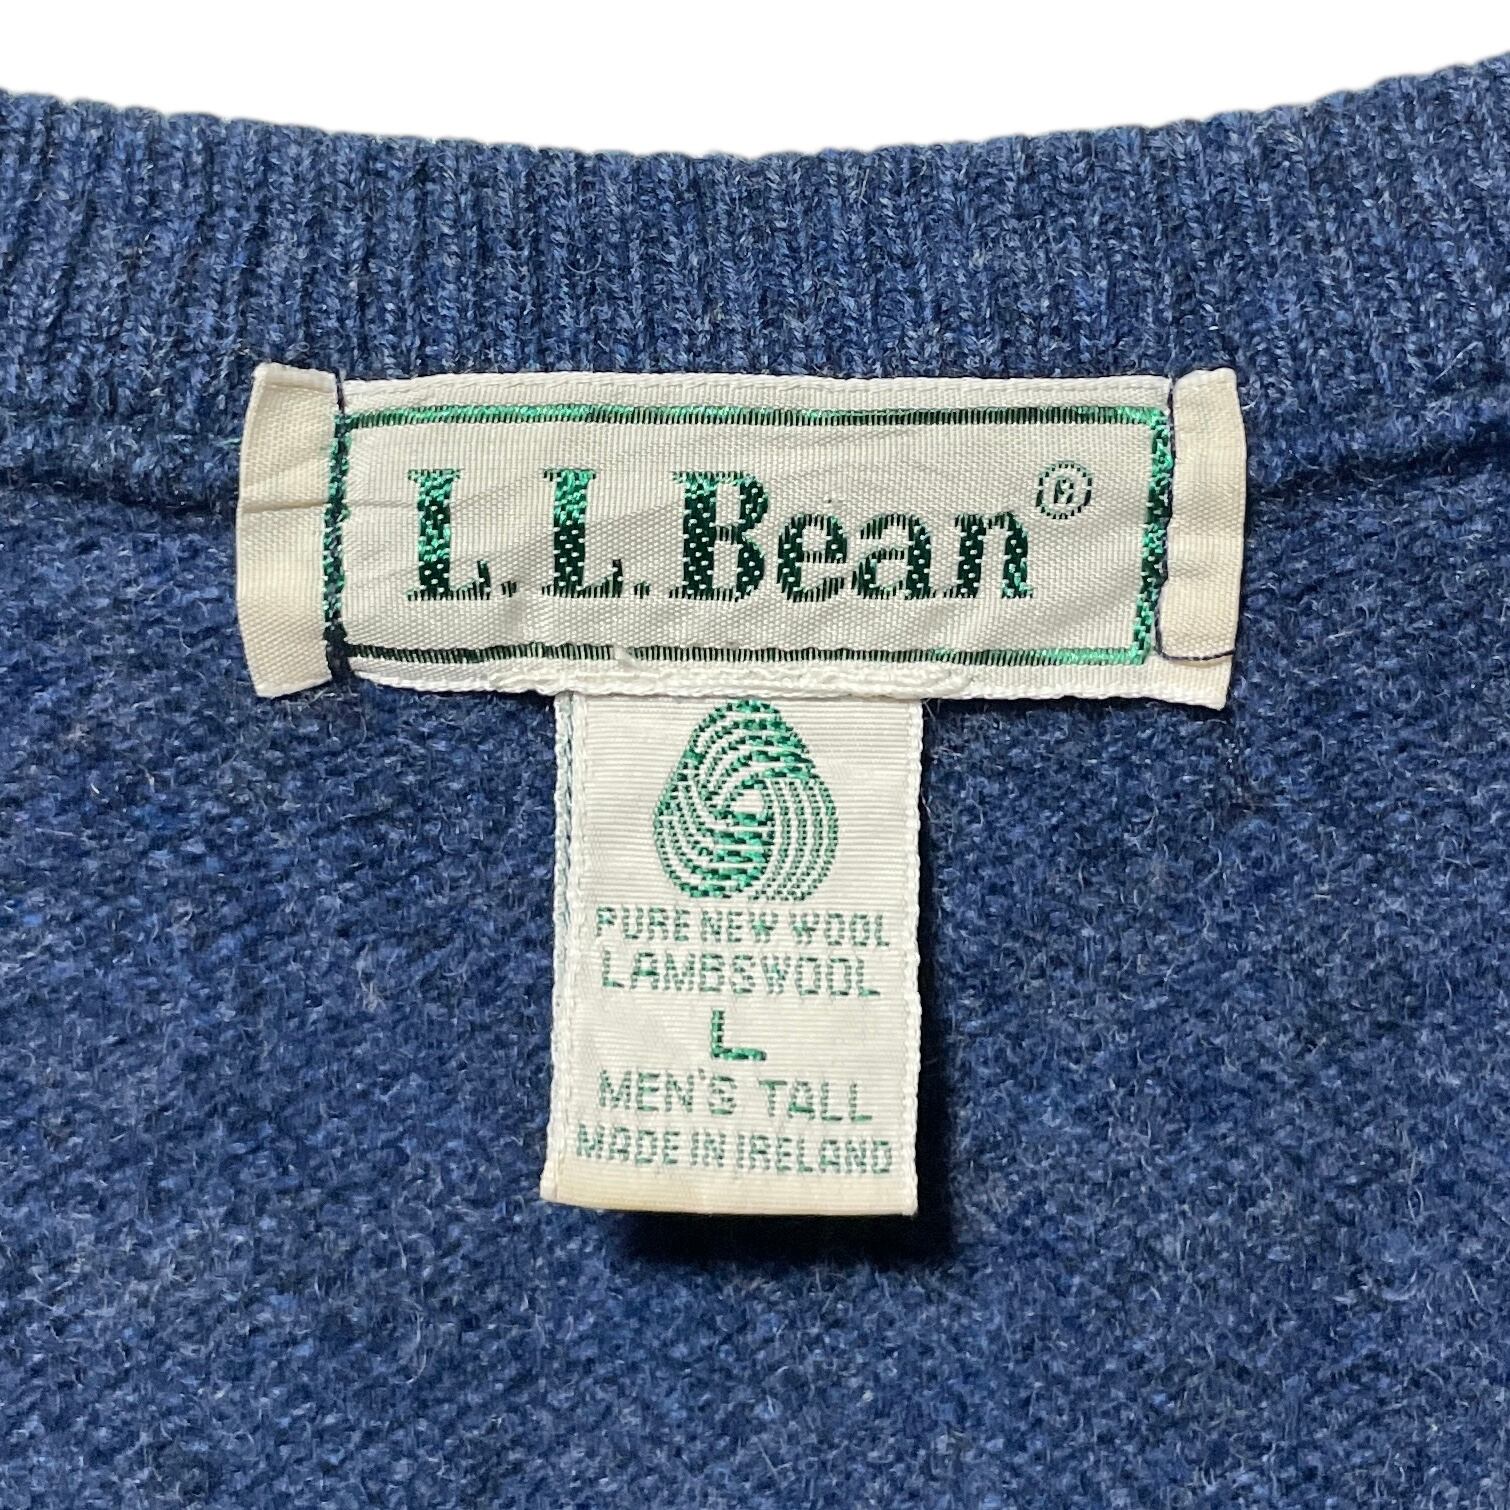 L.L.Bean®
PURE NEW WOOL
LAMBSWOOL
L
MEN'S TALL
MADE IN IRELAND